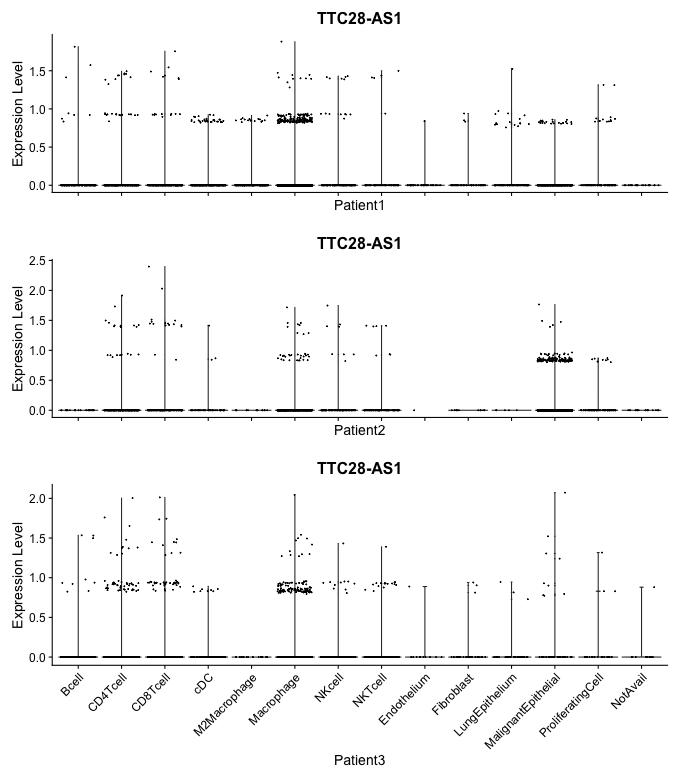 TTC28-AS1
Expression Level
1.5
1.0
0.5
0.0
Patient1
TTC28-AS1
Expression Level
2.5
2.0
1.5
1.0
0.5
0.0
Patient2
TTC28-AS1
Expression Level
2.0
1.5
1.0
0.5
0.0
Bcell
CD4Tcell
CD8Tcell
cDC
M2Macrophage
Macrophage
NKcell
NKTcell
Endothelium
Fibroblast
LungEpithelium
MalignantEpithelial
ProliferatingCell
NotAvail
Patient3